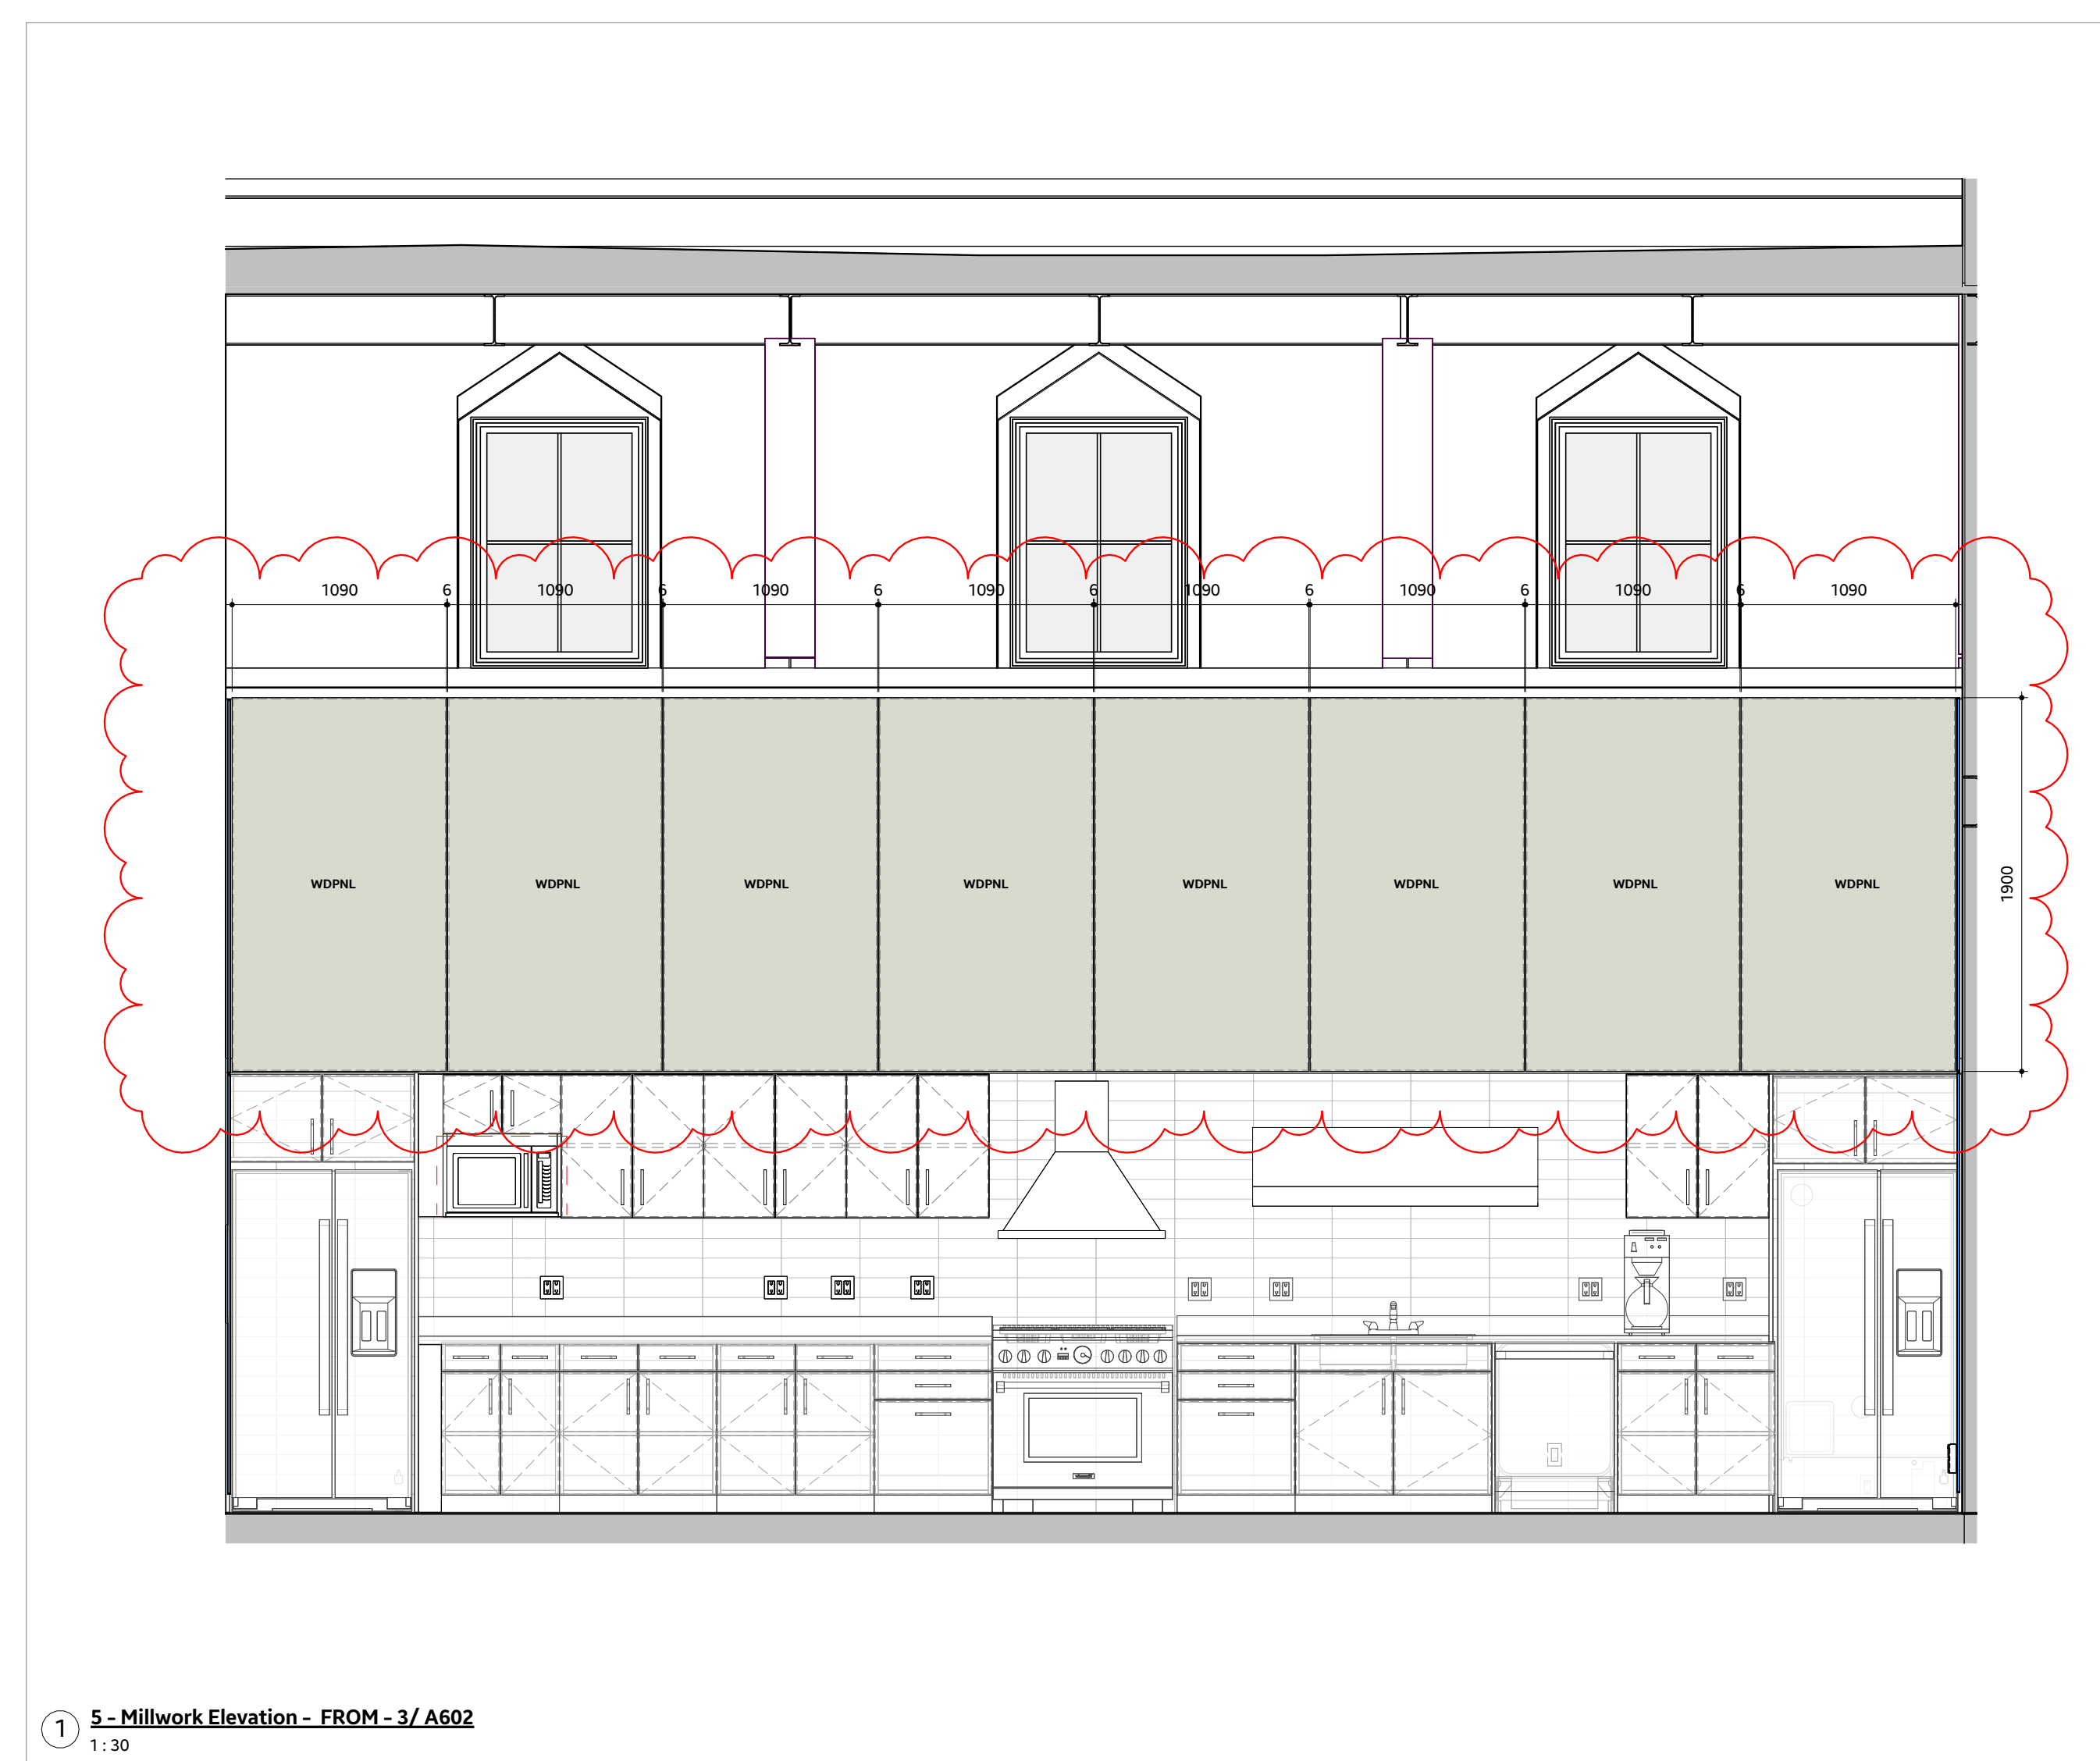 1090 6 1090 6 1090 6 1090 6 1090 6 1090 6 1090 6 1090
WDPNL WDPNL WDPNL WDPNL WDPNL WDPNL WDPNL WDPNL
1900
1 5 - Millwork Elevation - FROM - 3/ A602
1 : 30